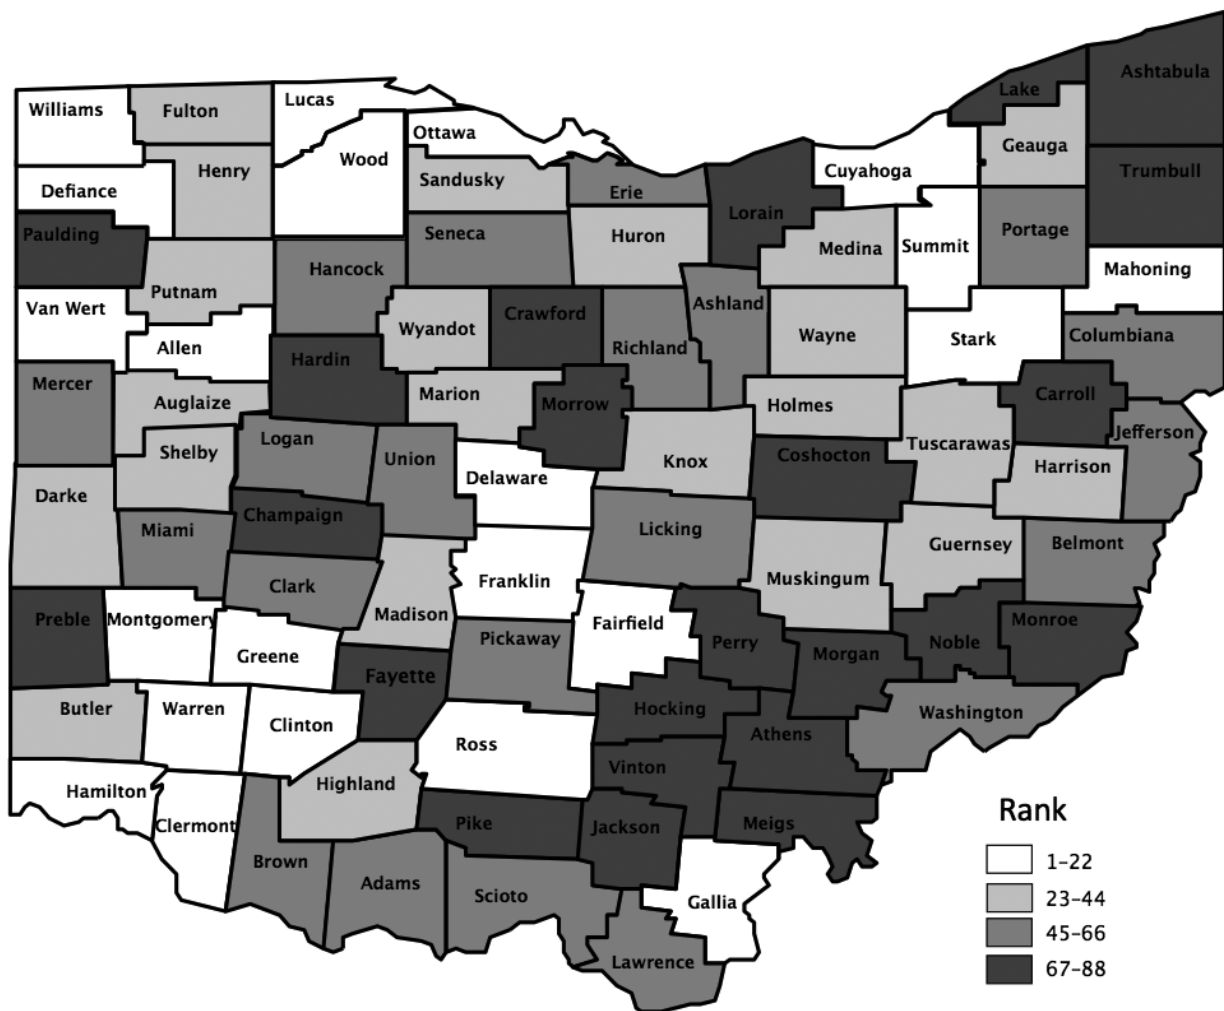 Ashtabula
Lake
Williams
Fulton
Lucas
Ottawa
Geauga
Wood
Henry
Cuyahoga
Trumbull
Defiance
Sandusky
Erie
Lorain
Paulding
Seneca
Huron
Medina
Summit
Portage
Hancock
Mahoning
Putnam
Van Wert
Ashland
Crawford
Wyandot
Wayne
Columbiana
Allen
Stark
Richland
Hardin
Mercer
Marion
Carroll
Auglaize
Morrow
Holmes
Jefferson
Logan
Tuscarawas
Shelby
Union
Knox
Coshocton
Harrison
Delaware
Darke
Champaign
Miami
Licking
Guernsey
Belmont
Franklin
Muskingum
Clark
Madison
Preble
Montgomery
Fairfield
Monroe
Pickaway
Perry
Noble
Greene
Morgan
Fayette
Butler
Warren
Hocking
Washington
Clinton
Athens
Ross
Vinton
Highland
Hamilton
Rank
Clermont
Pike
Jackson
Meigs
Brown
1-22
Adams
Scioto
Gallia
23-44
45-66
Lawrence
67-88